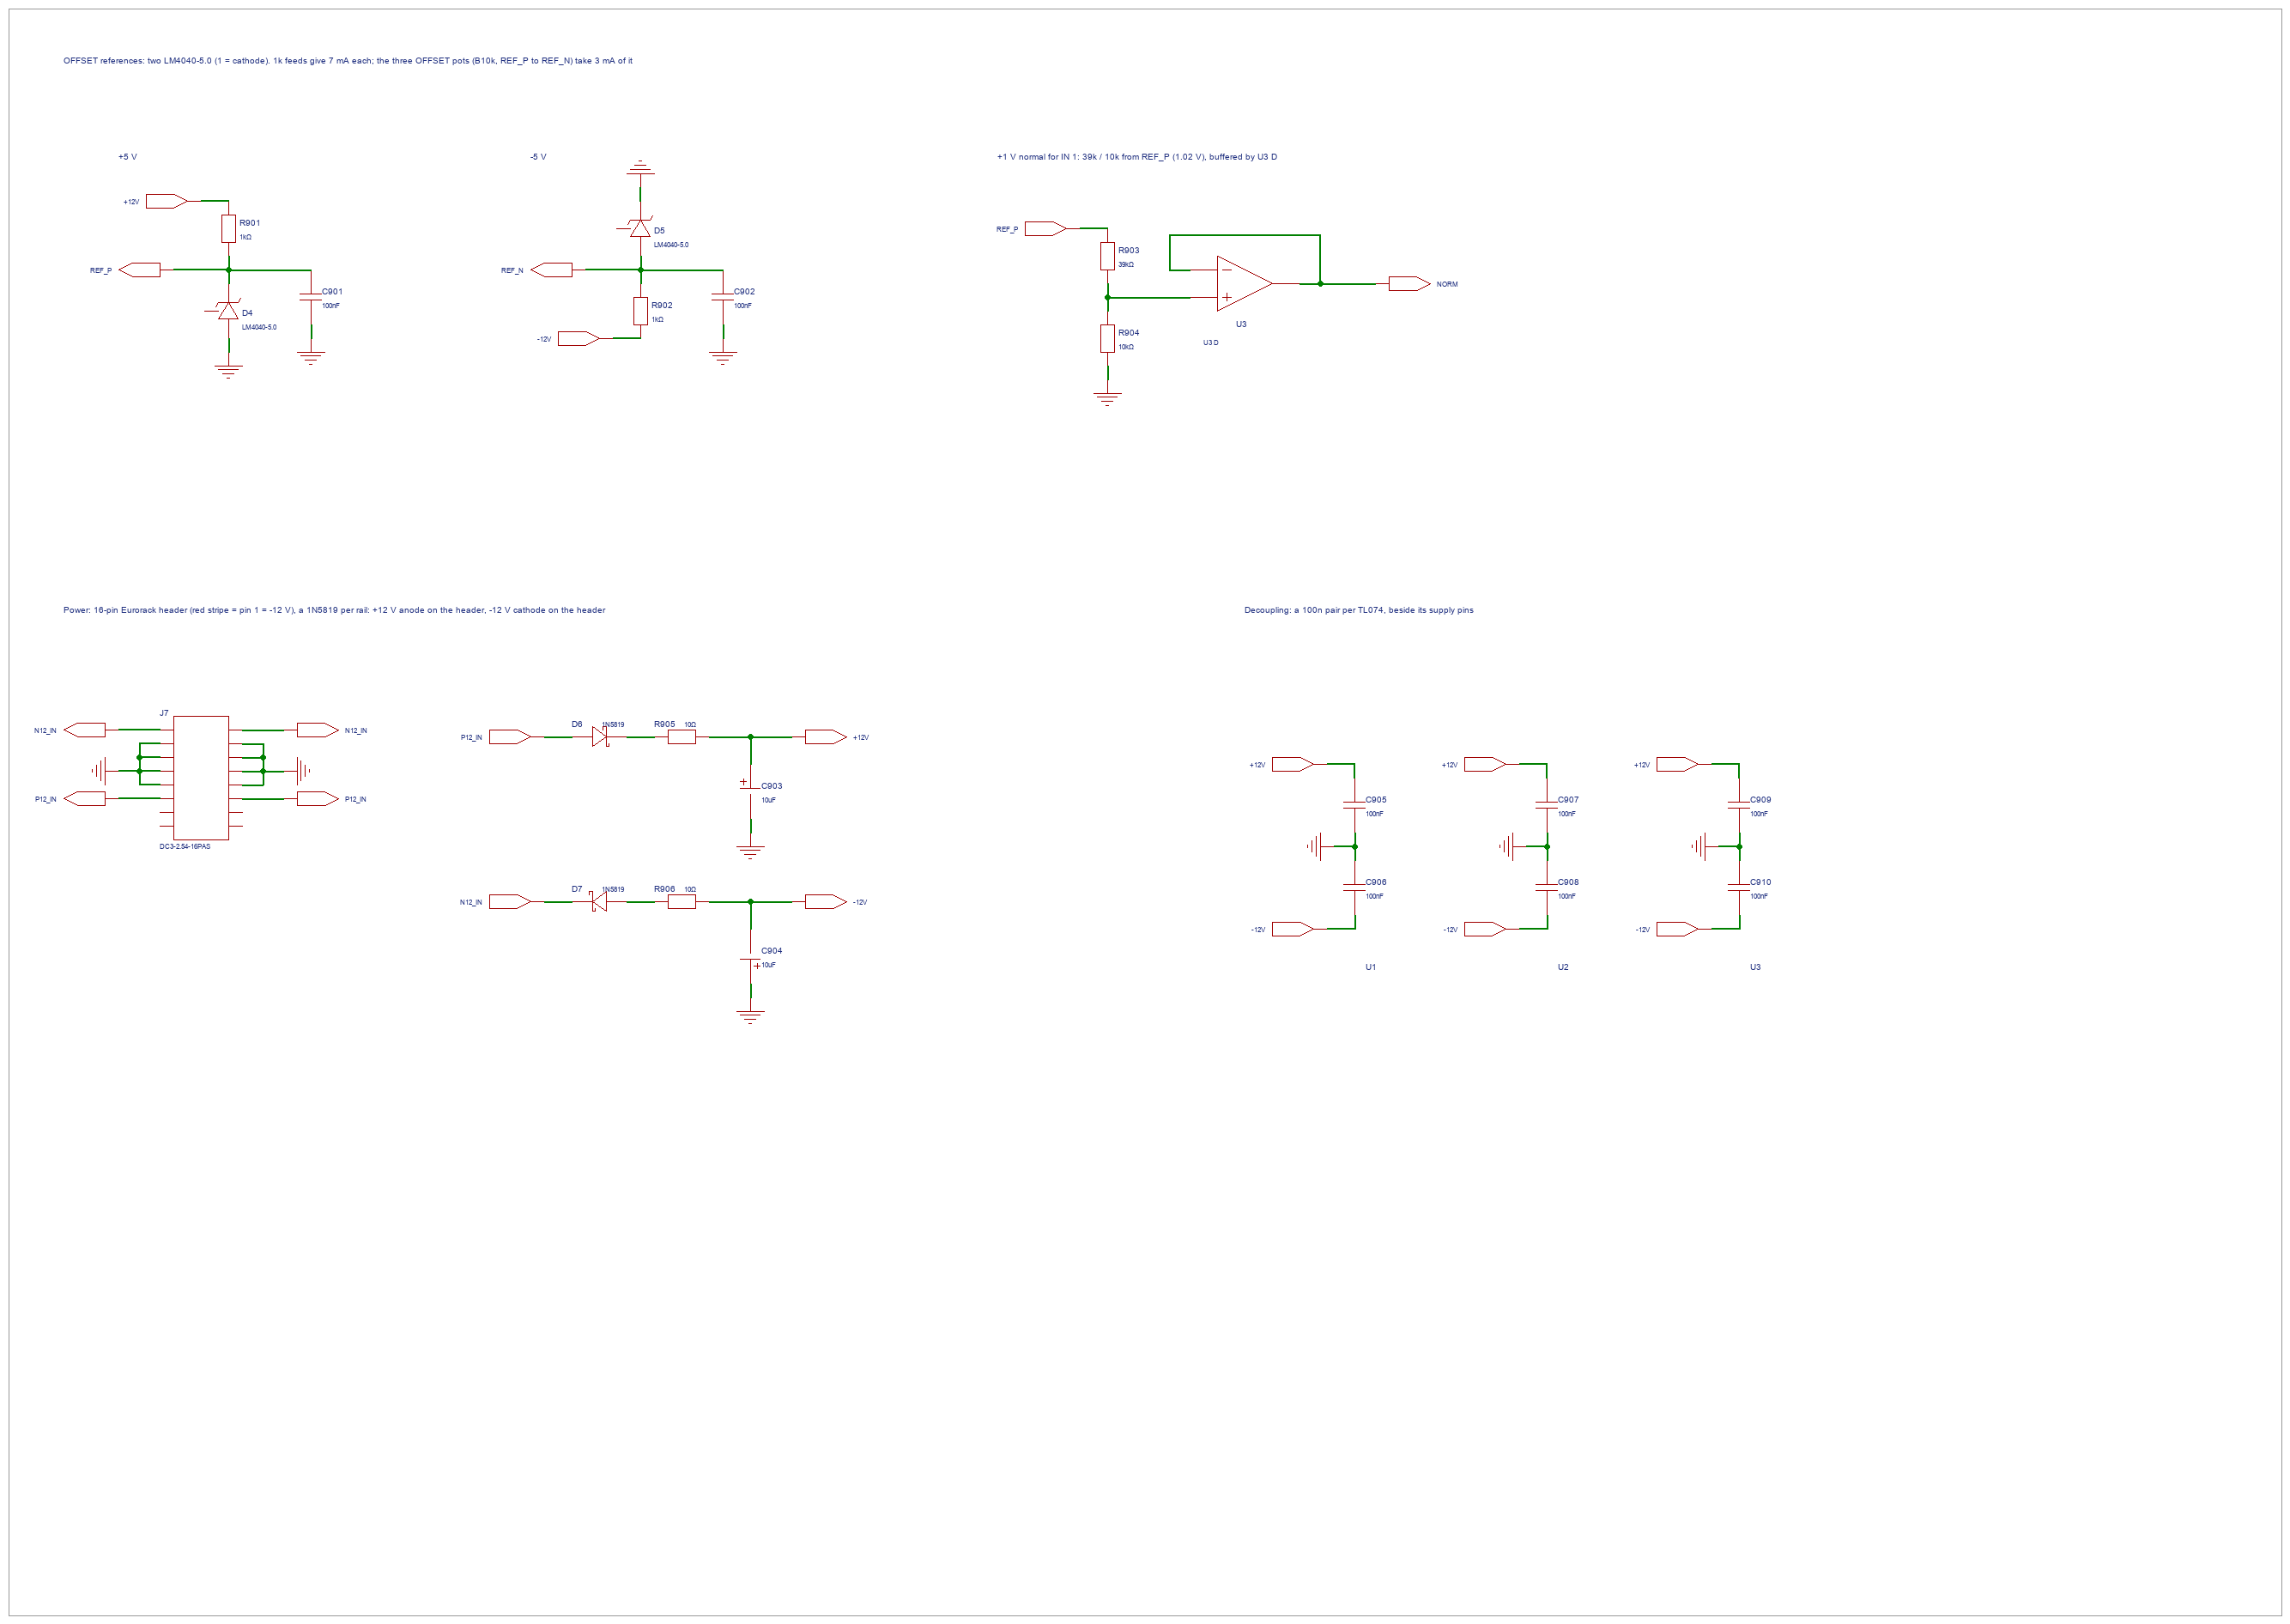 OFFSET references: two LM4040-5.0 (1 = cathode). 1k feeds give 7 mA each; the three OFFSET pots (B10k, REF_P to REF_N) take 3 mA of it
+5 V
-5 V
+1 V normal for IN 1: 39k / 10k from REF_P (1.02 V), buffered by U3 D
+12V
R901
1kΩ
REF_P
D4
LM4040-5.0
C901
100nF
D5
LM4040-5.0
REF_N
R902
1kΩ
-12V
C902
100nF
REF_P
R903
39kΩ
R904
10kΩ
U3
U3 D
NORM
Power: 16-pin Eurorack header (red stripe = pin 1 = -12 V), a 1N5819 per rail: +12 V anode on the header, -12 V cathode on the header
Decoupling: a 100n pair per TL074, beside its supply pins
J7
N12_IN
N12_IN
P12_IN
P12_IN
DC3-2.54-16PAS
P12_IN
D6
1N5819
R905
10Ω
+12V
C903
10uF
N12_IN
D7
1N5819
R906
10Ω
-12V
C904
10uF
+12V
C905
100nF
C906
100nF
-12V
U1
+12V
C907
100nF
C908
100nF
-12V
U2
+12V
C909
100nF
C910
100nF
-12V
U3